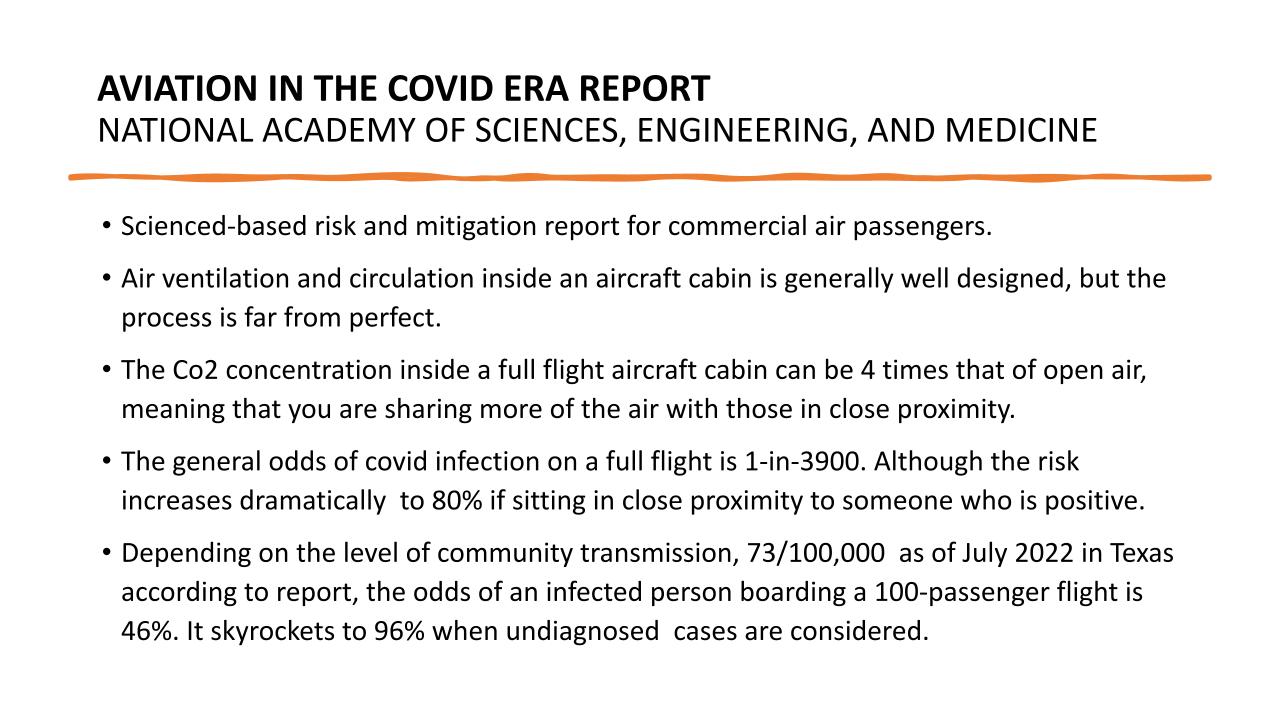 AVIATION IN THE COVID ERA REPORT
NATIONAL ACADEMY OF SCIENCES, ENGINEERING, AND MEDICINE
• Scienced-based risk and mitigation report for commercial air passengers.
• Air ventilation and circulation inside an aircraft cabin is generally well designed, but the
process is far from perfect.
• The Co2 concentration inside a full flight aircraft cabin can be 4 times that of open air,
meaning that you are sharing more of the air with those in close proximity.
• The general odds of covid infection on a full flight is 1-in-3900. Although the risk
increases dramatically  to 80% if sitting in close proximity to someone who is positive.
• Depending on the level of community transmission, 73/100,000  as of July 2022 in Texas
according to report, the odds of an infected person boarding a 100-passenger flight is
46%. It skyrockets to 96% when undiagnosed  cases are considered.